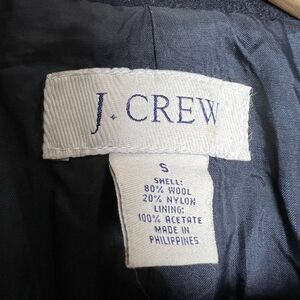 J. CREW
S
SHELL:
80% WOOL
20% NYLON
LINING:
100% ACETATE
MADE IN
PHILIPPINES